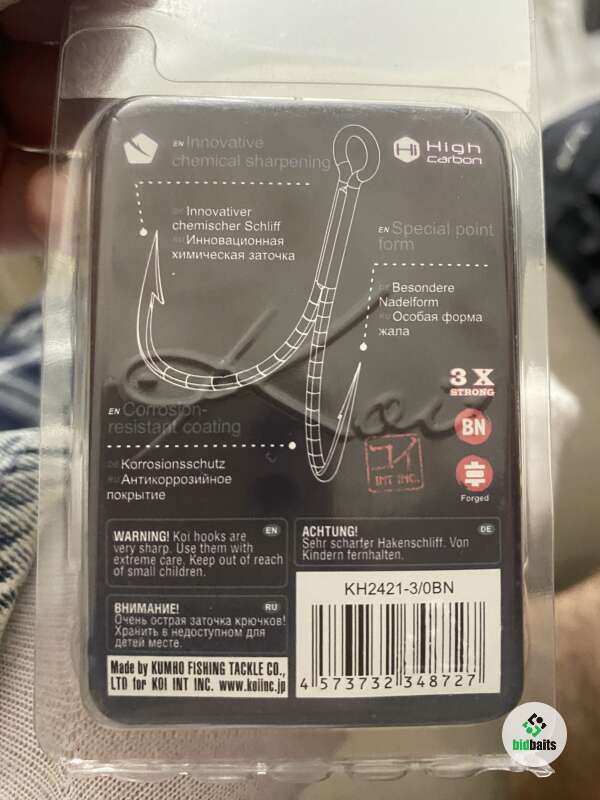 EN Innovative
chemical sharpening
DE Innovativer
chemischer Schliff
RU Инновационная
химическая заточка
Hi High
carbon
EN Special point
form
DE Besondere
Nadelform
RU Особая форма
жала
EN Corrosion-
resistant coating
DE Korrosionsschutz
RU Антикоррозийное
покрытие
Koi
INT INC.
3 X
STRONG
BN
Forged
WARNING! Koi hooks are EN
very sharp. Use them with
extreme care. Keep out of reach
of small children.
ACHTUNG! DE
Sehr scharfer Hakenschliff. Von
Kindern fernhalten.
ВНИМАНИЕ! RU
Очень острая заточка крючков!
Хранить в недоступном для
детей месте.
Made by KUMHO FISHING TACKLE CO.,
LTD for KOI INT INC. www.koiinc.jp
KH2421-3/0BN
4 573732 348727
bidbaits